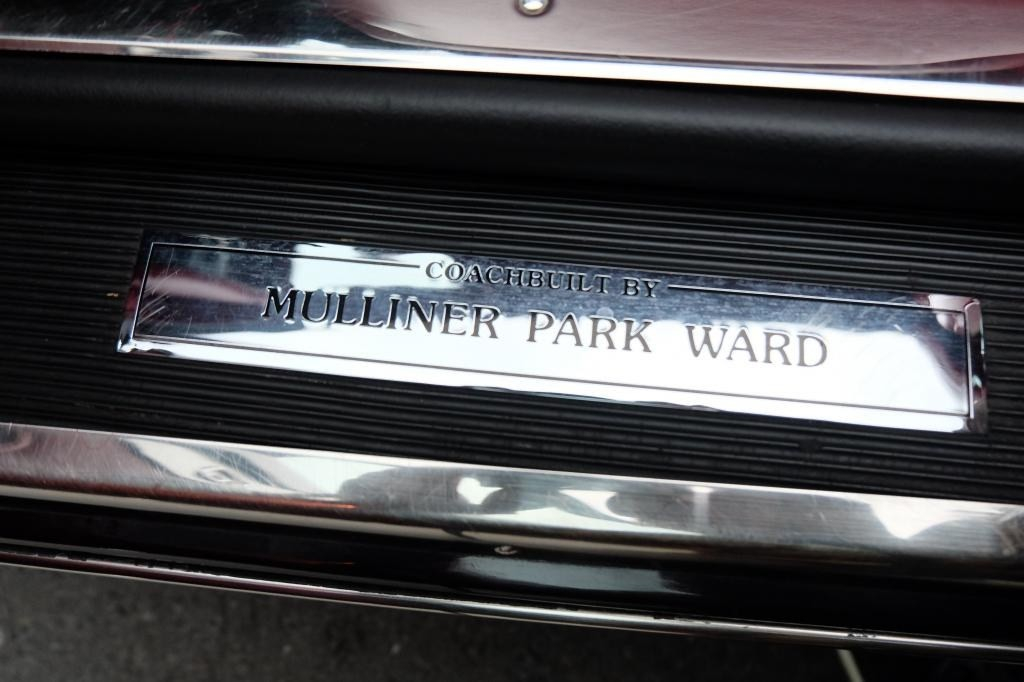 COACHBUILT BY
MULLINER PARK WARD